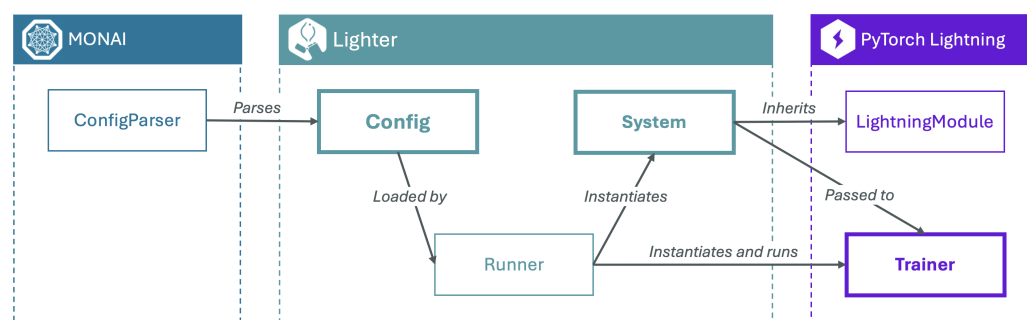 MONAI
Lighter
PyTorch Lightning
ConfigParser
Parses
Config
System
Inherits
LightningModule
Loaded by
Instantiates
Passed to
Runner
Instantiates and runs
Trainer